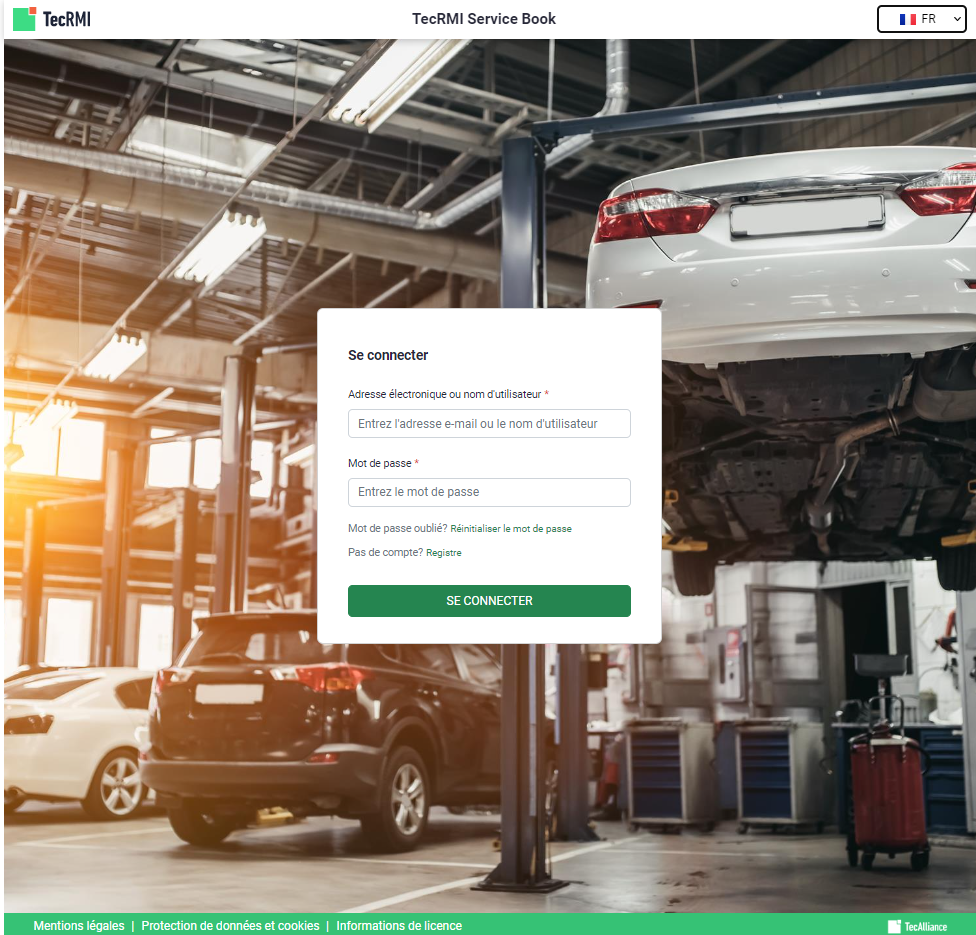 TecRMI
TecRMI Service Book
FR
Se connecter
Adresse électronique ou nom d'utilisateur *
Entrez l'adresse e-mail ou le nom d'utilisateur
Mot de passe *
Entrez le mot de passe
Mot de passe oublié? Réinitialiser le mot de passe
Pas de compte? Registre
SE CONNECTER
Mentions légales | Protection de données et cookies | Informations de licence
TecAlliance